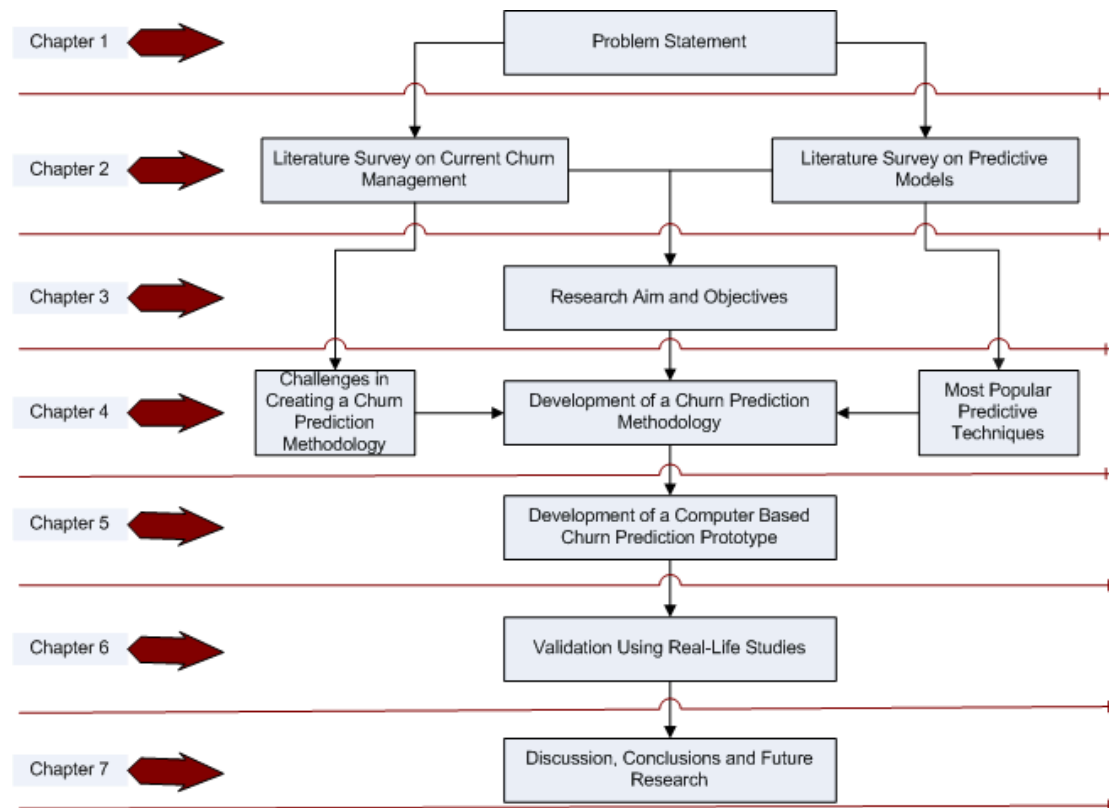 Chapter 1
Problem Statement
Chapter 2
Literature Survey on Current Churn
Management
Literature Survey on Predictive
Models
Chapter 3
Research Aim and Objectives
Chapter 4
Challenges in
Creating a Churn
Prediction
Methodology
Development of a Churn Prediction
Methodology
Most Popular
Predictive
Techniques
Chapter 5
Development of a Computer Based
Churn Prediction Prototype
Chapter 6
Validation Using Real-Life Studies
Chapter 7
Discussion, Conclusions and Future
Research